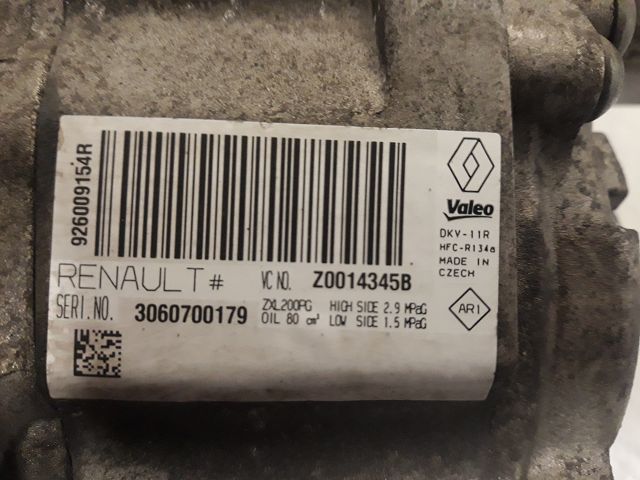 926009154R
Valeo
DKV-11R
HFC-R134a
MADE IN
CZECH
RENAULT# VC NO. Z0014345B
SERI.NO. 3060700179
ZXL200PG HIGH SIDE 2.9 MPaG
OIL 80 cm³ LOW SIDE 1.5 MPaG
ARI